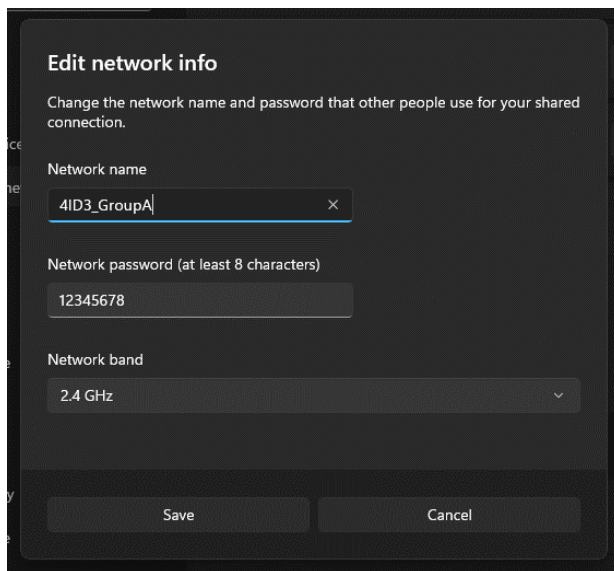 Edit network info
Change the network name and password that other people use for your shared
connection.
Network name
4ID3_GroupA
Network password (at least 8 characters)
12345678
Network band
2.4 GHz
Save
Cancel